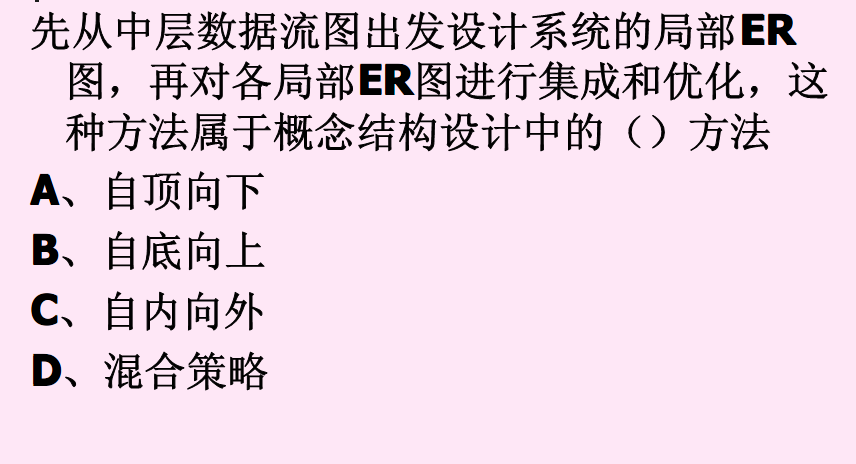 先从中层数据流图出发设计系统的局部ER
图，再对各局部ER图进行集成和优化，这
种方法属于概念结构设计中的（）方法
A、自顶向下
B、自底向上
C、自内向外
D、混合策略